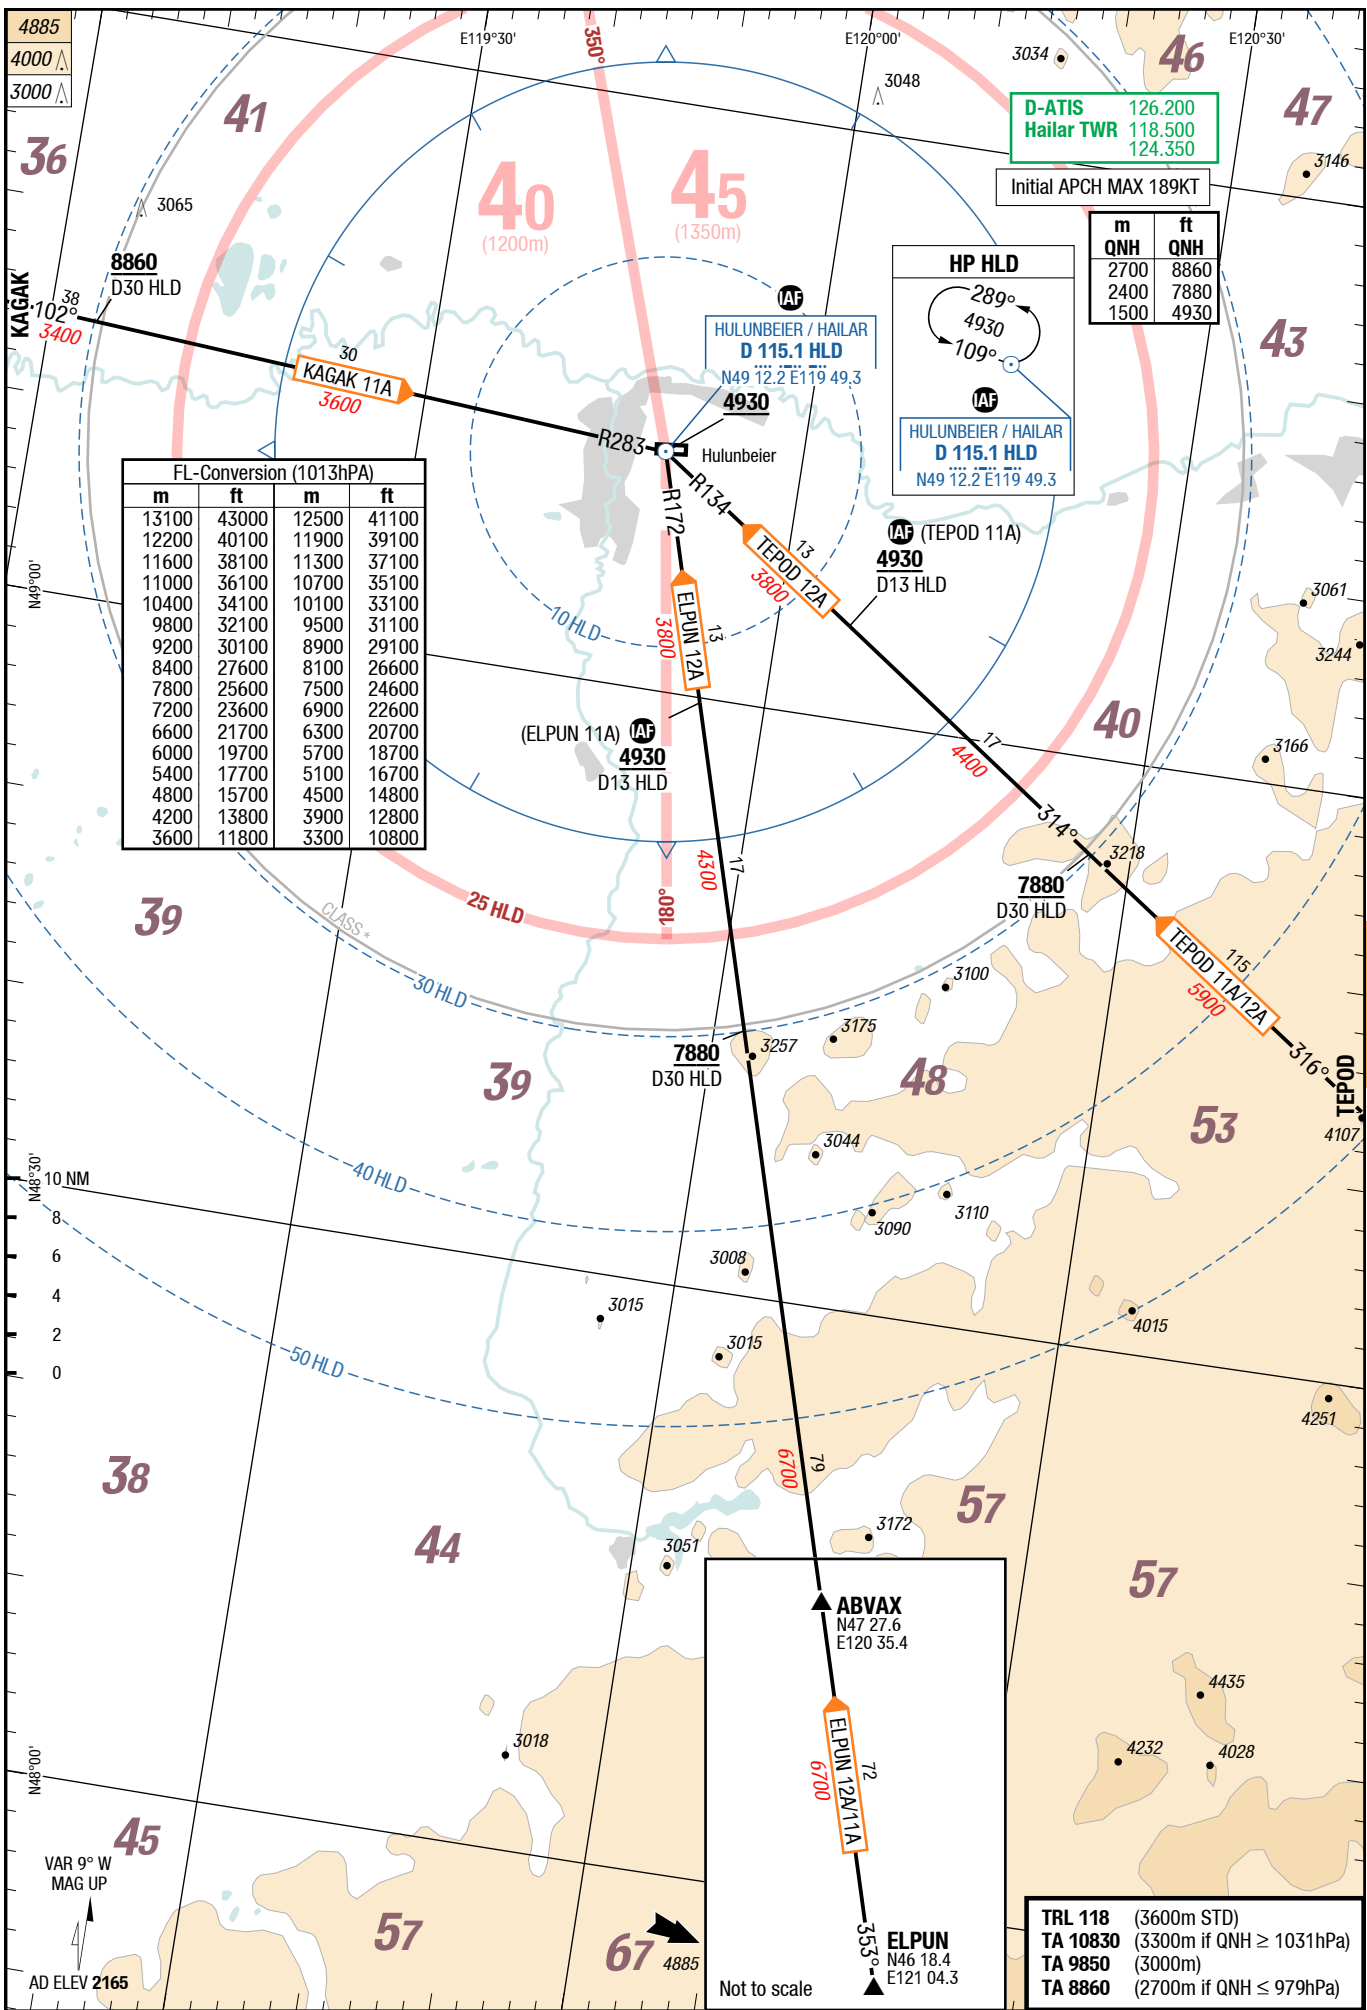 4885
4000
3000
E119°30'
E120°00'
E120°30'
350°
3034
46
3048
41
47
D-ATIS 126.200
Hailar TWR 118.500
124.350
36
3146
40
(1200m)
45
(1350m)
Initial APCH MAX 189KT
3065
m ft
QNH QNH
2700 8860
2400 7880
1500 4930
8860
D30 HLD
HP HLD
289°
4930
109°
IAF
HULUNBEIER / HAILAR
D 115.1 HLD
N49 12.2 E119 49.3
KAGAK
38
102°
3400
IAF
HULUNBEIER / HAILAR
D 115.1 HLD
N49 12.2 E119 49.3
4930
43
30
KAGAK 11A
3600
R283
Hulunbeier
R134
R172
FL-Conversion (1013hPA)
m ft m ft
13100 43000 12500 41100
12200 40100 11900 39100
11600 38100 11300 37100
11000 36100 10700 35100
10400 34100 10100 33100
9800 32100 9500 31100
9200 30100 8900 29100
8400 27600 8100 26600
7800 25600 7500 24600
7200 23600 6900 22600
6600 21700 6300 20700
6000 19700 5700 18700
5400 17700 5100 16700
4800 15700 4500 14800
4200 13800 3900 12800
3600 11800 3300 10800
IAF (TEPOD 11A)
4930
D13 HLD
13
TEPOD 12A
3800
N49°00'
10 HLD
3800
ELPUN 12A
13
3061
3244
(ELPUN 11A) IAF
4930
D13 HLD
40
17
4400
3166
314°
3218
4300
17
7880
D30 HLD
180°
25 HLD
39
CLASS *
TEPOD 11A/12A
115
5900
30 HLD
3100
3175
3257
7880
D30 HLD
39
48
316°
TEPOD
4107
53
3044
N48°30'
10 NM
8
6
4
2
0
40 HLD
3110
3090
3008
3015
4015
3015
50 HLD
4251
38
6700
79
57
3172
44
3051
57
ABVAX
N47 27.6
E120 35.4
4435
3018
N48°00'
ELPUN 12A/11A
72
6700
4232
4028
45
VAR 9° W
MAG UP
57
67
4885
353°
ELPUN
N46 18.4
E121 04.3
Not to scale
AD ELEV 2165
TRL 118 (3600m STD)
TA 10830 (3300m if QNH ≥ 1031hPa)
TA 9850 (3000m)
TA 8860 (2700m if QNH ≤ 979hPa)